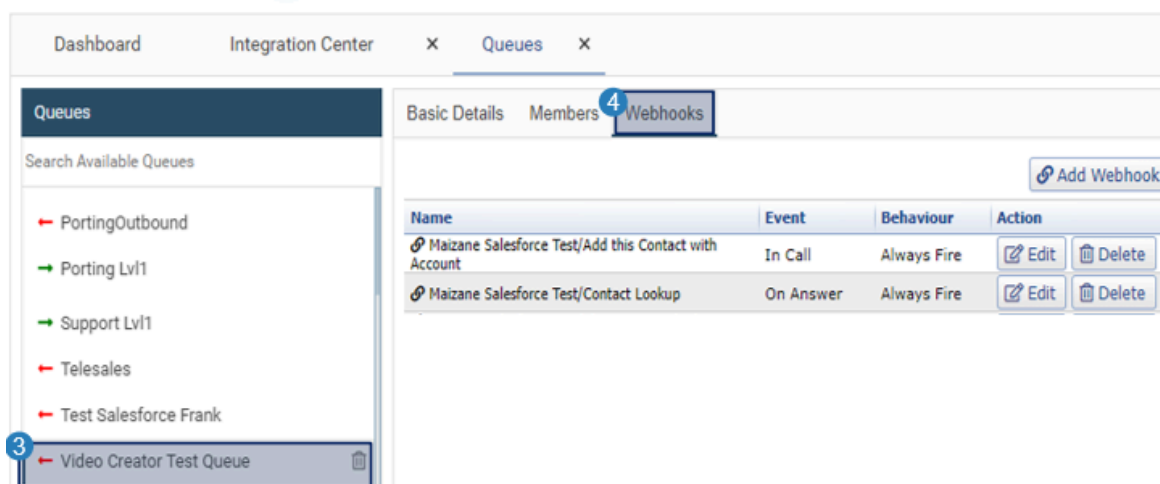 Dashboard Integration Center × Queues ×
Queues
Search Available Queues
PortingOutbound
Porting Lvl1
Support Lvl1
Telesales
Test Salesforce Frank
3
Video Creator Test Queue
Basic Details Members 4 Webhooks
Add Webhook
Name Event Behaviour Action
Maizane Salesforce Test/Add this Contact with
Account In Call Always Fire Edit Delete
Maizane Salesforce Test/Contact Lookup On Answer Always Fire Edit Delete